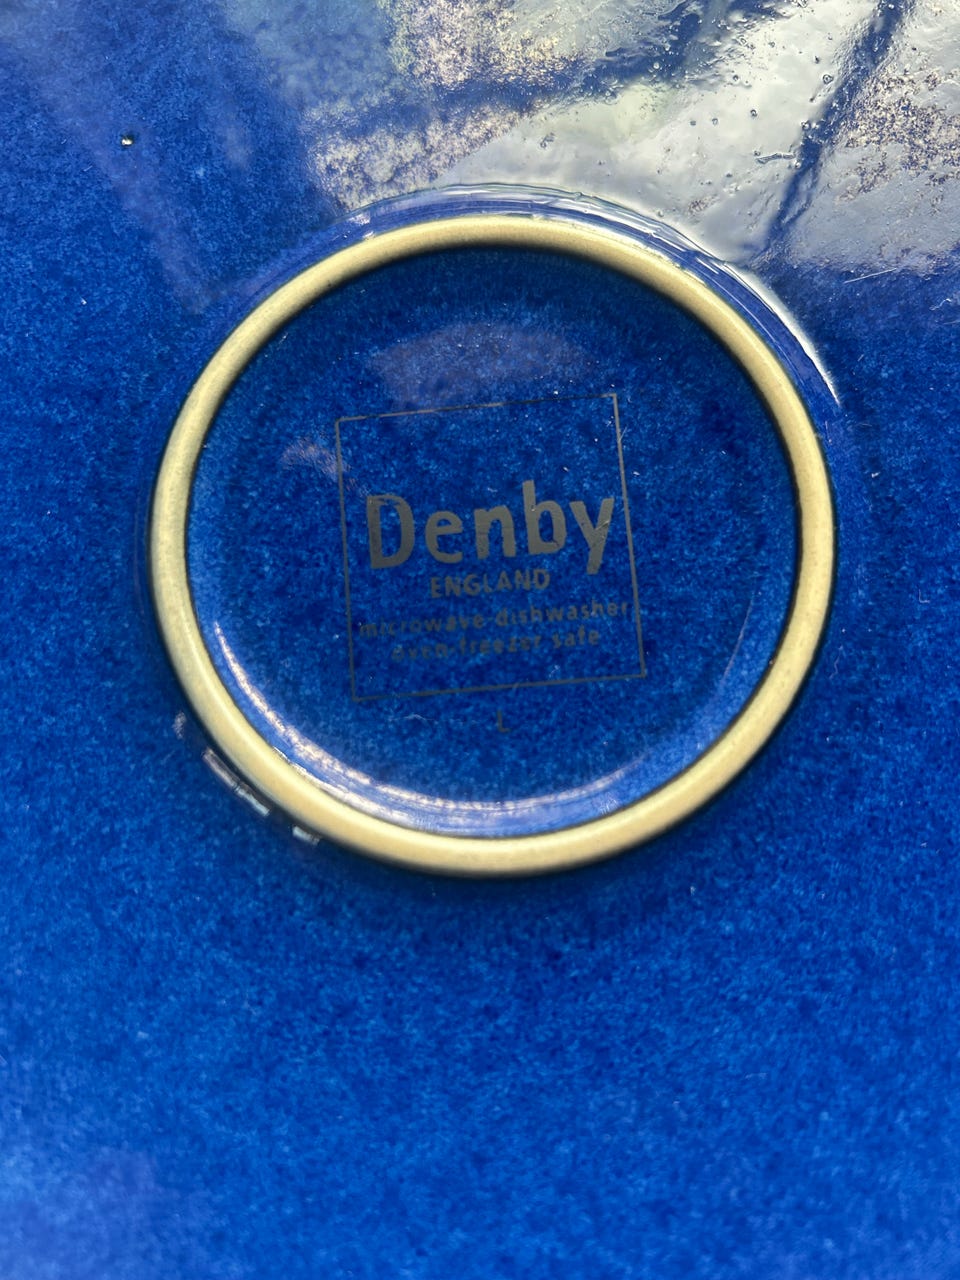 Denby
ENGLAND
microwave-dishwasher
oven-freezer safe
L